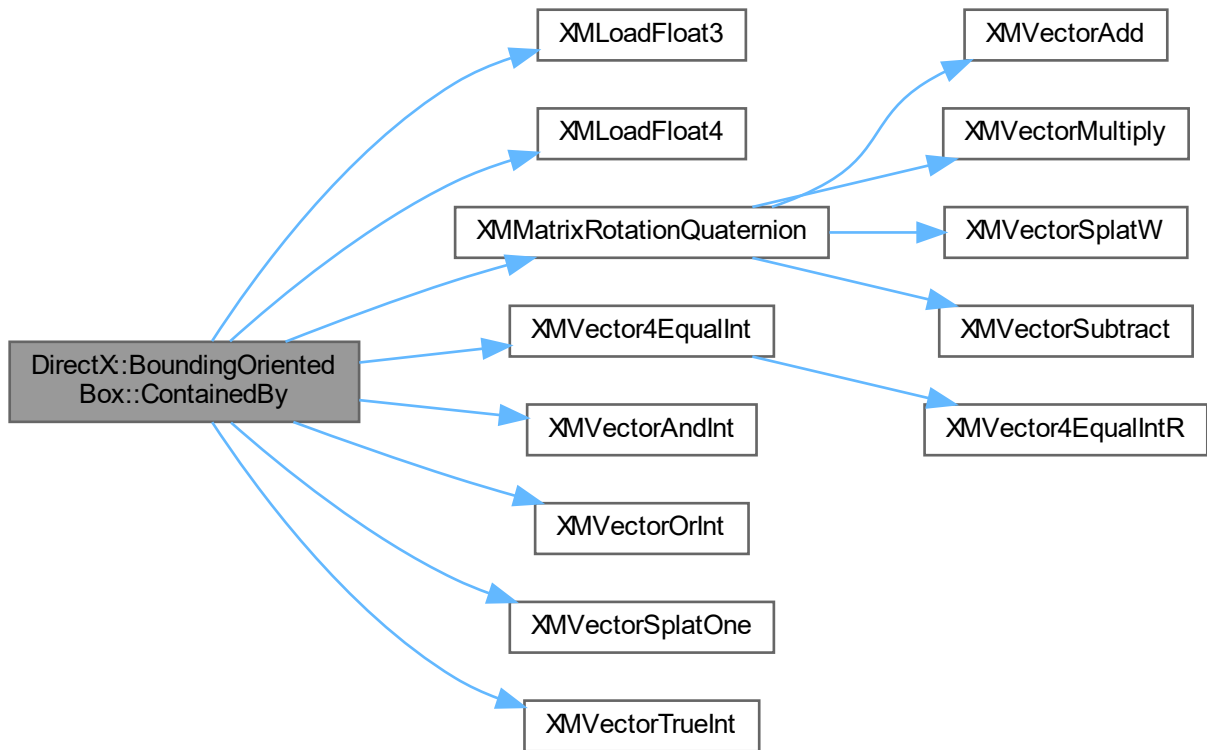 DirectX::BoundingOriented
Box::ContainedBy
XMLoadFloat3
XMLoadFloat4
XMMatrixRotationQuaternion
XMVector4EqualInt
XMVectorAndInt
XMVectorOrInt
XMVectorSplatOne
XMVectorTrueInt
XMVectorAdd
XMVectorMultiply
XMVectorSplatW
XMVectorSubtract
XMVector4EqualIntR